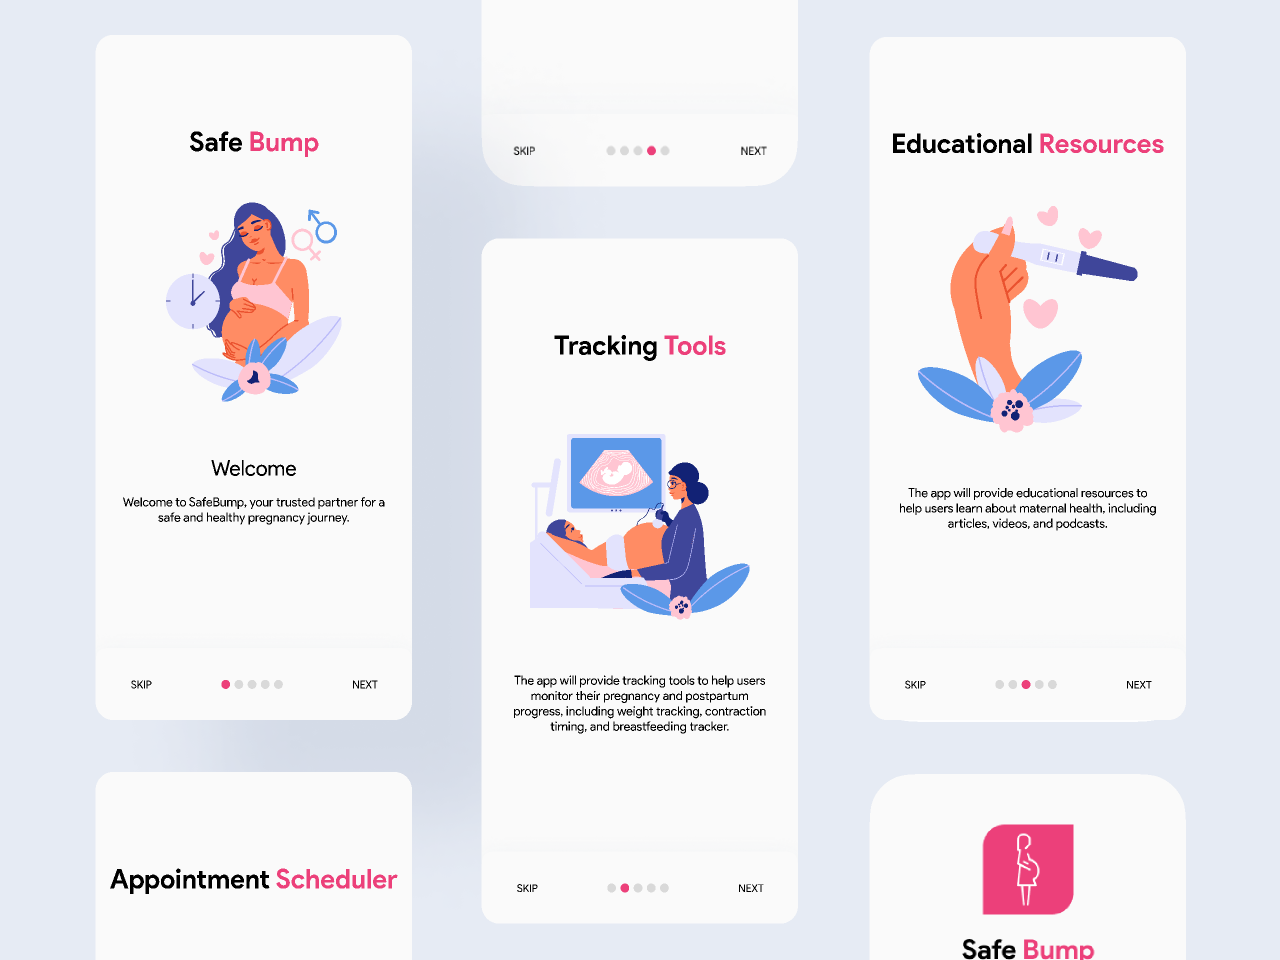 Safe Bump
Welcome
Welcome to SafeBump, your trusted partner for a
safe and healthy pregnancy journey.
SKIP
NEXT
Appointment Scheduler
SKIP
NEXT
Tracking Tools
The app will provide tracking tools to help users
monitor their pregnancy and postpartum
progress, including weight tracking, contraction
timing, and breastfeeding tracker.
SKIP
NEXT
Educational Resources
The app will provide educational resources to
help users learn about maternal health, including
articles, videos, and podcasts.
SKIP
NEXT
Safe Bump